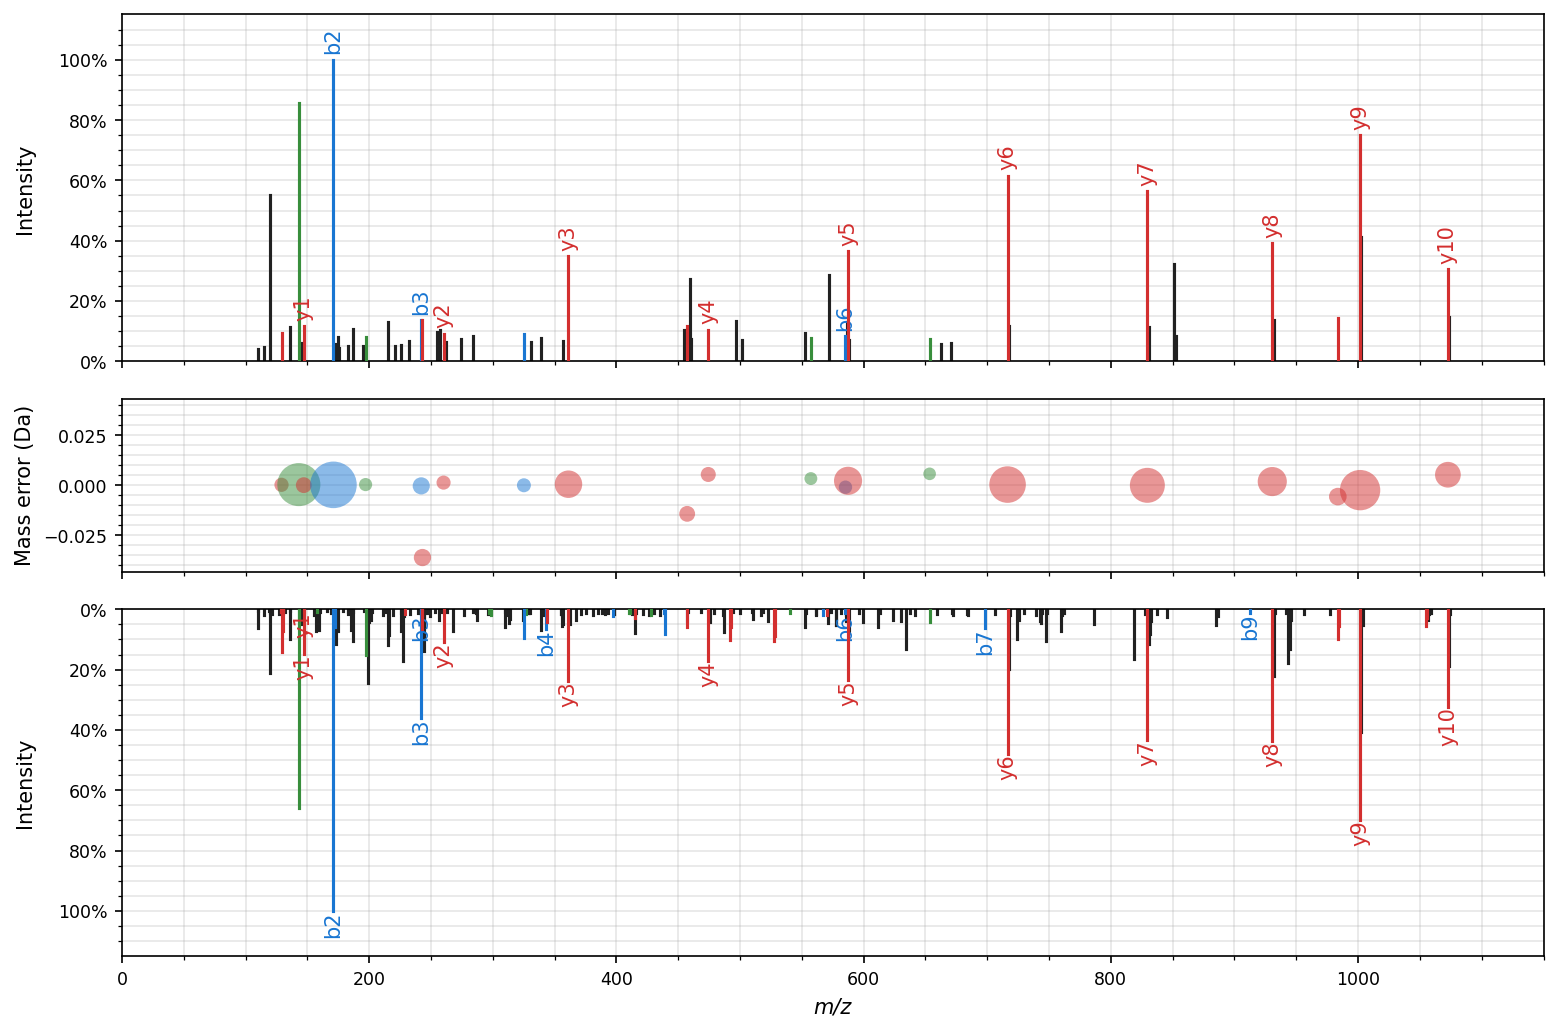 Intensity
100%
80%
60%
40%
20%
0%
y1
b2
b3
y2
y3
y4
b6
y5
y6
y7
y8
y9
y10
Mass error (Da)
0.025
0.000
−0.025
Intensity
0%
20%
40%
60%
80%
100%
y1
y1
b2
b3
b3
y2
b4
y3
y4
b6
y5
b7
y6
y7
b9
y8
y9
y10
0
200
400
600
800
1000
m/z